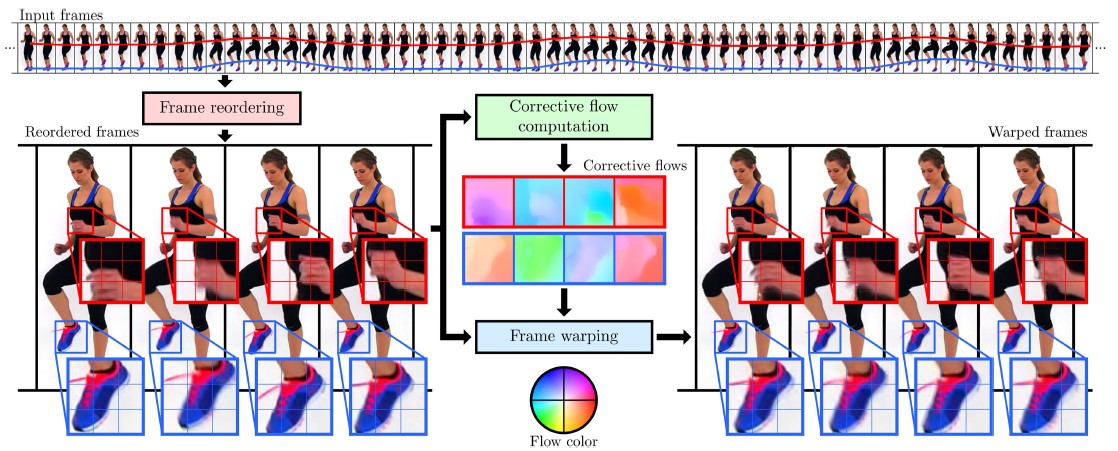 Input frames
...
...
Frame reordering
Reordered frames
Corrective flow
computation
Corrective flows
Warped frames
Frame warping
Flow color